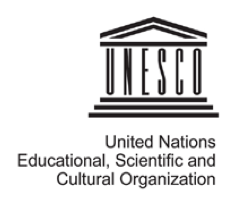 UNESCO
United Nations
Educational, Scientific and
Cultural Organization